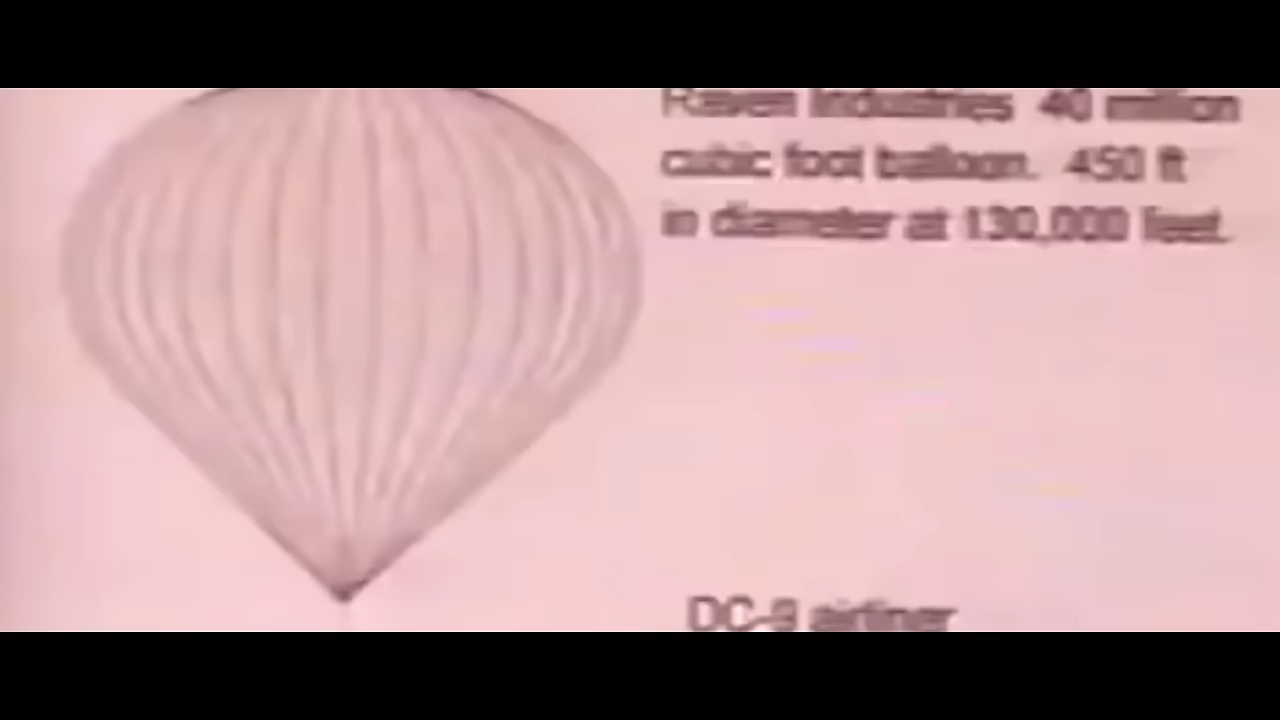 Raven Industries 40 million
cubic foot balloon. 450 ft
in diameter at 130,000 feet.
DC-9 airliner